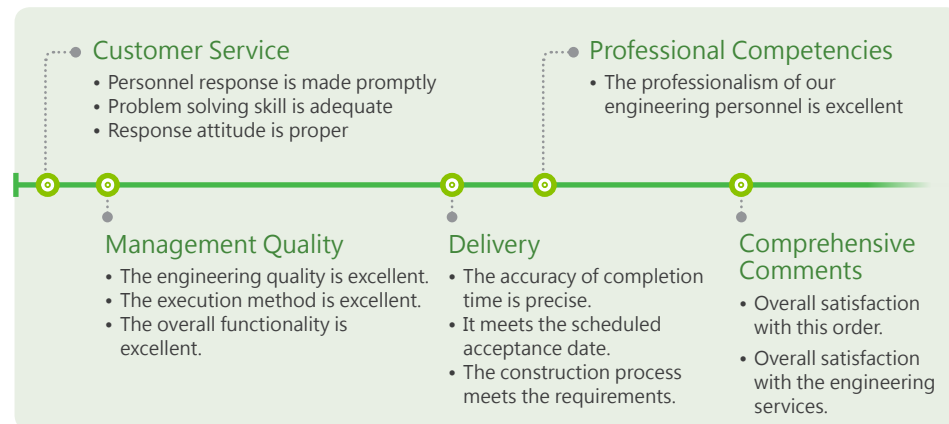 Customer Service
• Personnel response is made promptly
• Problem solving skill is adequate
• Response attitude is proper
Management Quality
• The engineering quality is excellent.
• The execution method is excellent.
• The overall functionality is
excellent.
Delivery
• The accuracy of completion
time is precise.
• It meets the scheduled
acceptance date.
• The construction process
meets the requirements.
Professional Competencies
• The professionalism of our
engineering personnel is excellent
Comprehensive
Comments
• Overall satisfaction
with this order.
• Overall satisfaction
with the engineering
services.